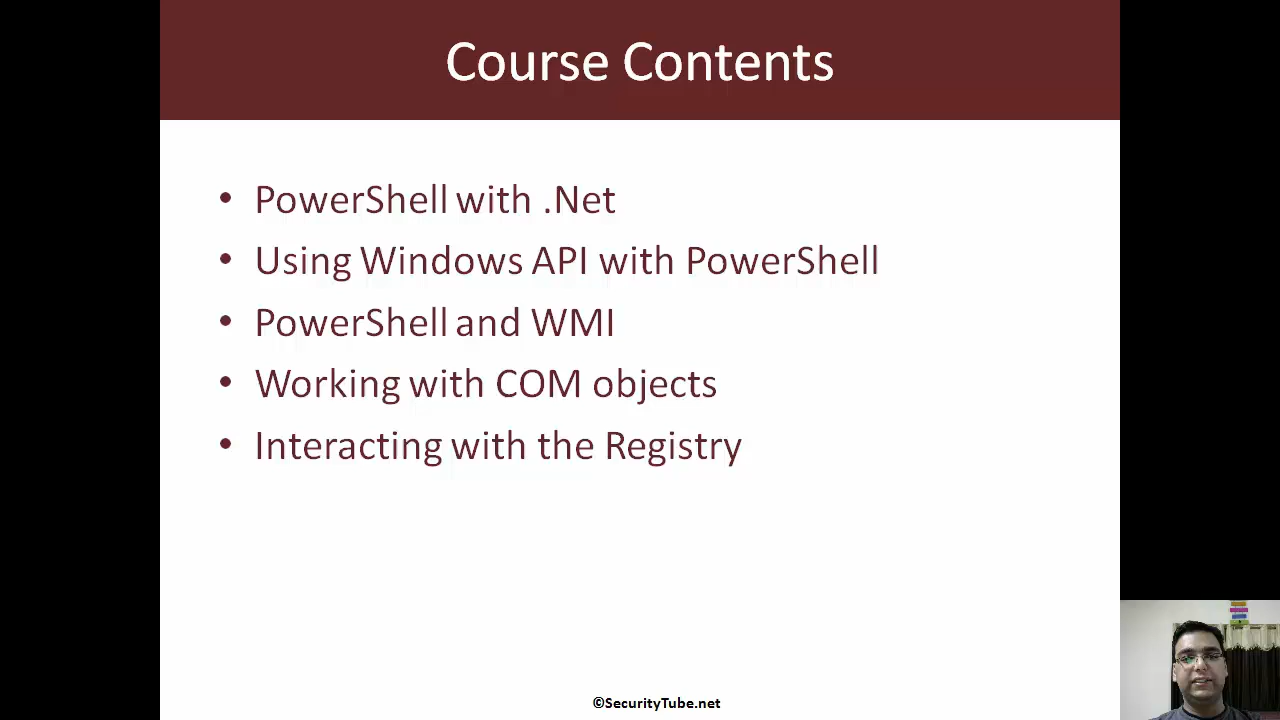 Course Contents
• PowerShell with .Net
• Using Windows API with PowerShell
• PowerShell and WMI
• Working with COM objects
• Interacting with the Registry
©SecurityTube.net